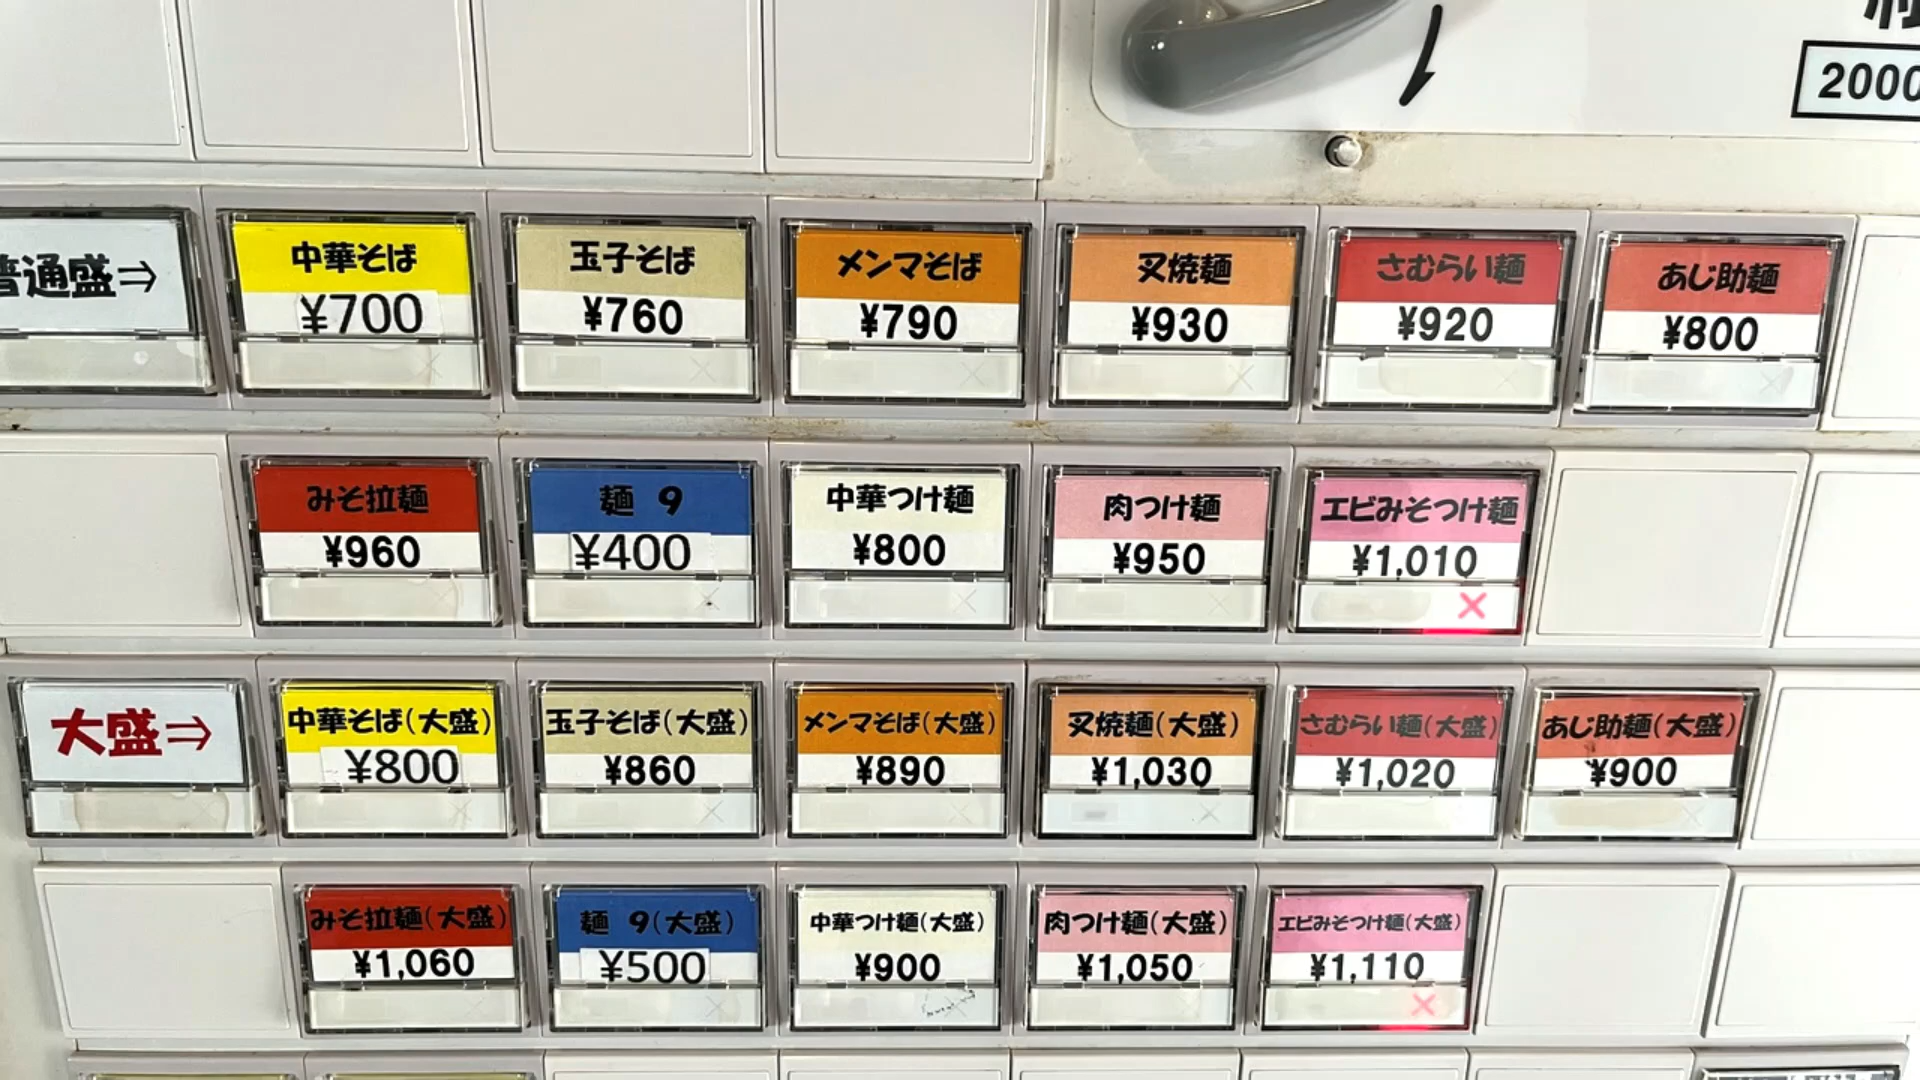 2000
普通盛⇒
中華そば
¥700
玉子そば
¥760
メンマそば
¥790
叉焼麺
¥930
さむらい麺
¥920
あじ助麺
¥800
みそ拉麺
¥960
麺 9
¥400
中華つけ麺
¥800
肉つけ麺
¥950
エビみそつけ麺
¥1,010
×
大盛⇒
中華そば(大盛)
¥800
玉子そば(大盛)
¥860
メンマそば(大盛)
¥890
叉焼麺(大盛)
¥1,030
さむらい麺(大盛)
¥1,020
あじ助麺(大盛)
¥900
みそ拉麺(大盛)
¥1,060
麺 9(大盛)
¥500
中華つけ麺(大盛)
¥900
肉つけ麺(大盛)
¥1,050
エビみそつけ麺(大盛)
¥1,110
×